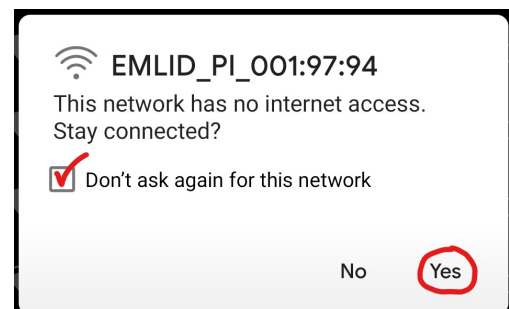 EMLID_PI_001:97:94
This network has no internet access.
Stay connected?
Don't ask again for this network
No Yes